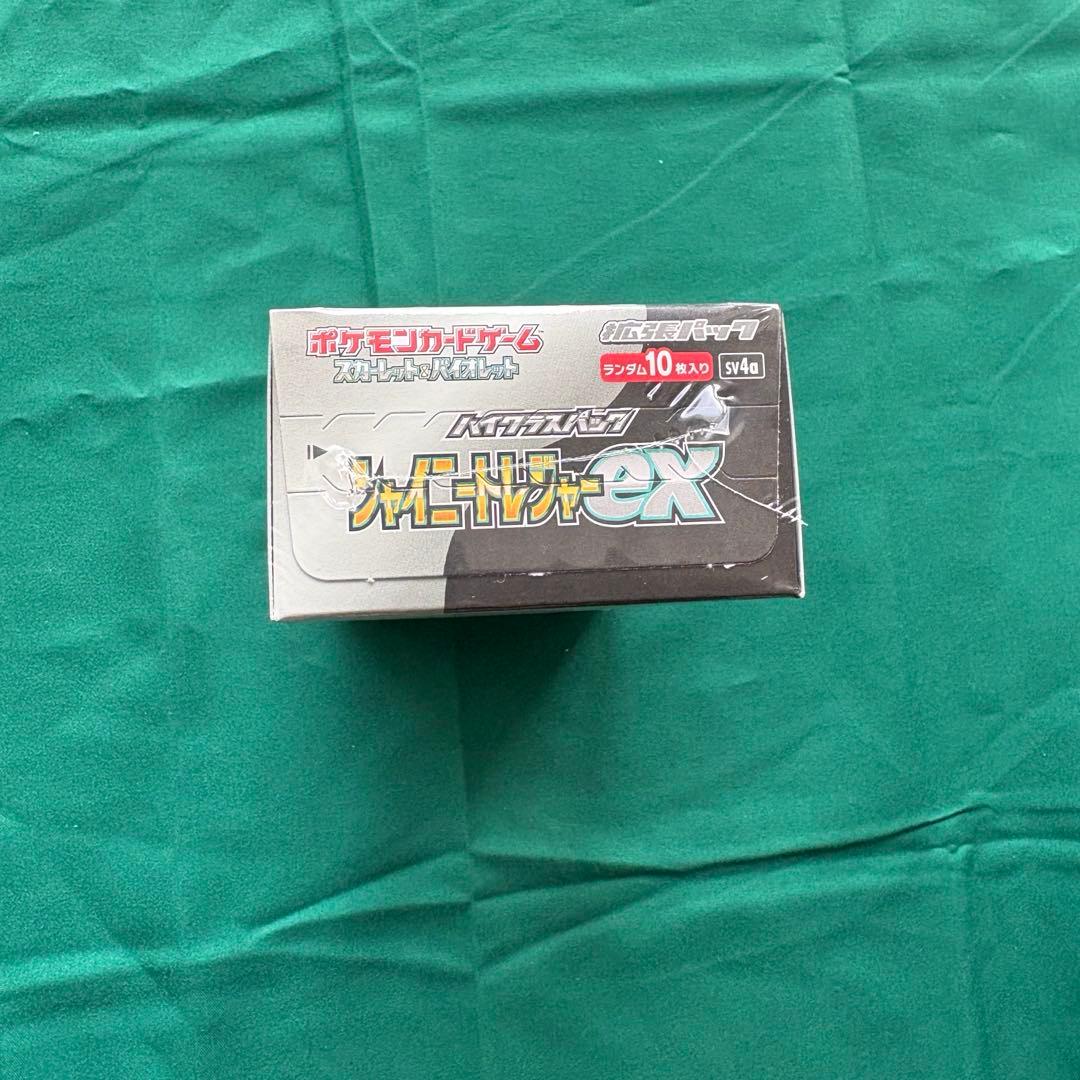 ポケモンカードゲーム
スカーレット&バイオレット
拡張パック
ランダム10枚入り
SV4a
ハイクラスパック
シャイニートレジャーex